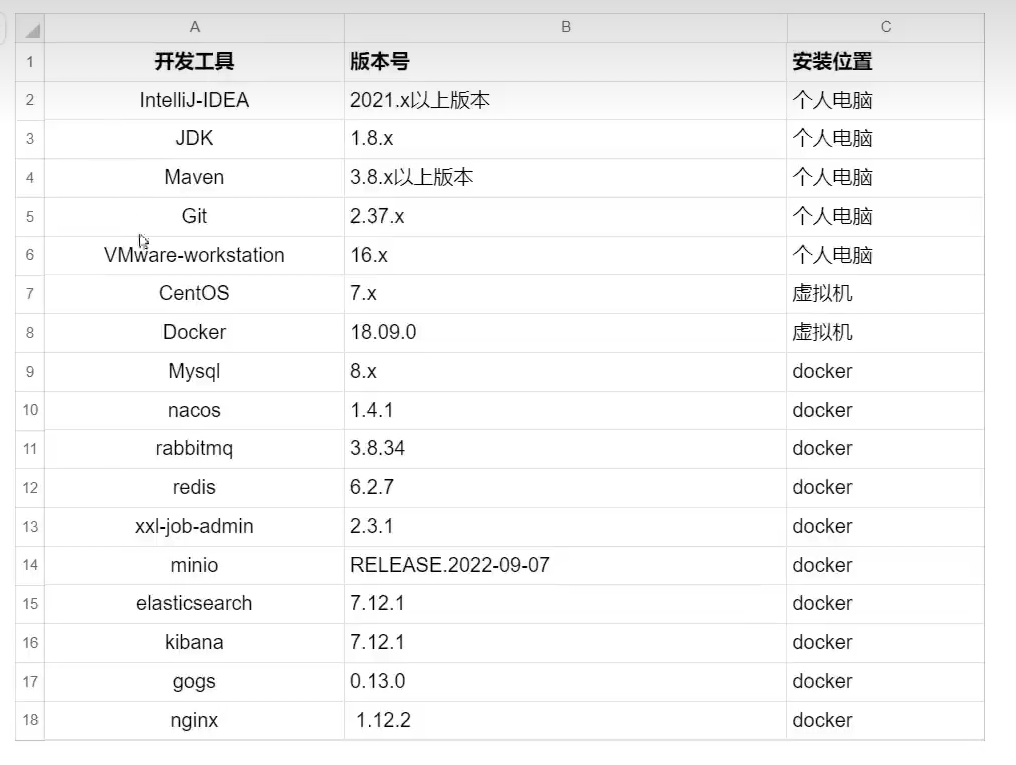 A B C
1 开发工具 版本号 安装位置
2 IntelliJ-IDEA 2021.x以上版本 个人电脑
3 JDK 1.8.x 个人电脑
4 Maven 3.8.x以上版本 个人电脑
5 Git 2.37.x 个人电脑
6 VMware-workstation 16.x 个人电脑
7 CentOS 7.x 虚拟机
8 Docker 18.09.0 虚拟机
9 Mysql 8.x docker
10 nacos 1.4.1 docker
11 rabbitmq 3.8.34 docker
12 redis 6.2.7 docker
13 xxl-job-admin 2.3.1 docker
14 minio RELEASE.2022-09-07 docker
15 elasticsearch 7.12.1 docker
16 kibana 7.12.1 docker
17 gogs 0.13.0 docker
18 nginx 1.12.2 docker